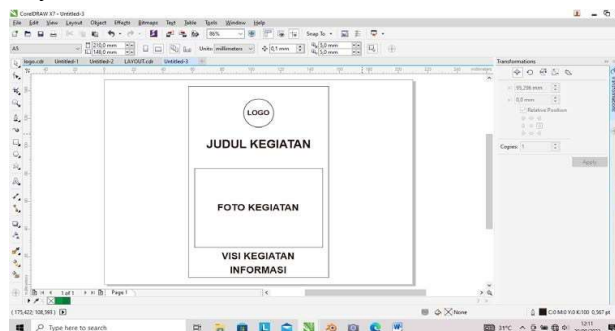 CorelDRAW X7 - Untitled-3
File Edit View Layout Object Effects Bitmaps Text Table Tools Window Help
86% Snap To
A5 210,0 mm 148,0 mm Units: millimeters 0,1 mm 5,0 mm 5,0 mm
logo.cdr Untitled-1 Untitled-2 LAYOUT.cdr Untitled-3
Transformations
LOGO
JUDUL KEGIATAN
FOTO KEGIATAN
VISI KEGIATAN
INFORMASI
Relative Position
Copies: 1
Apply
1 of 1 Page 1
None
Type here to search
31°C
12:11